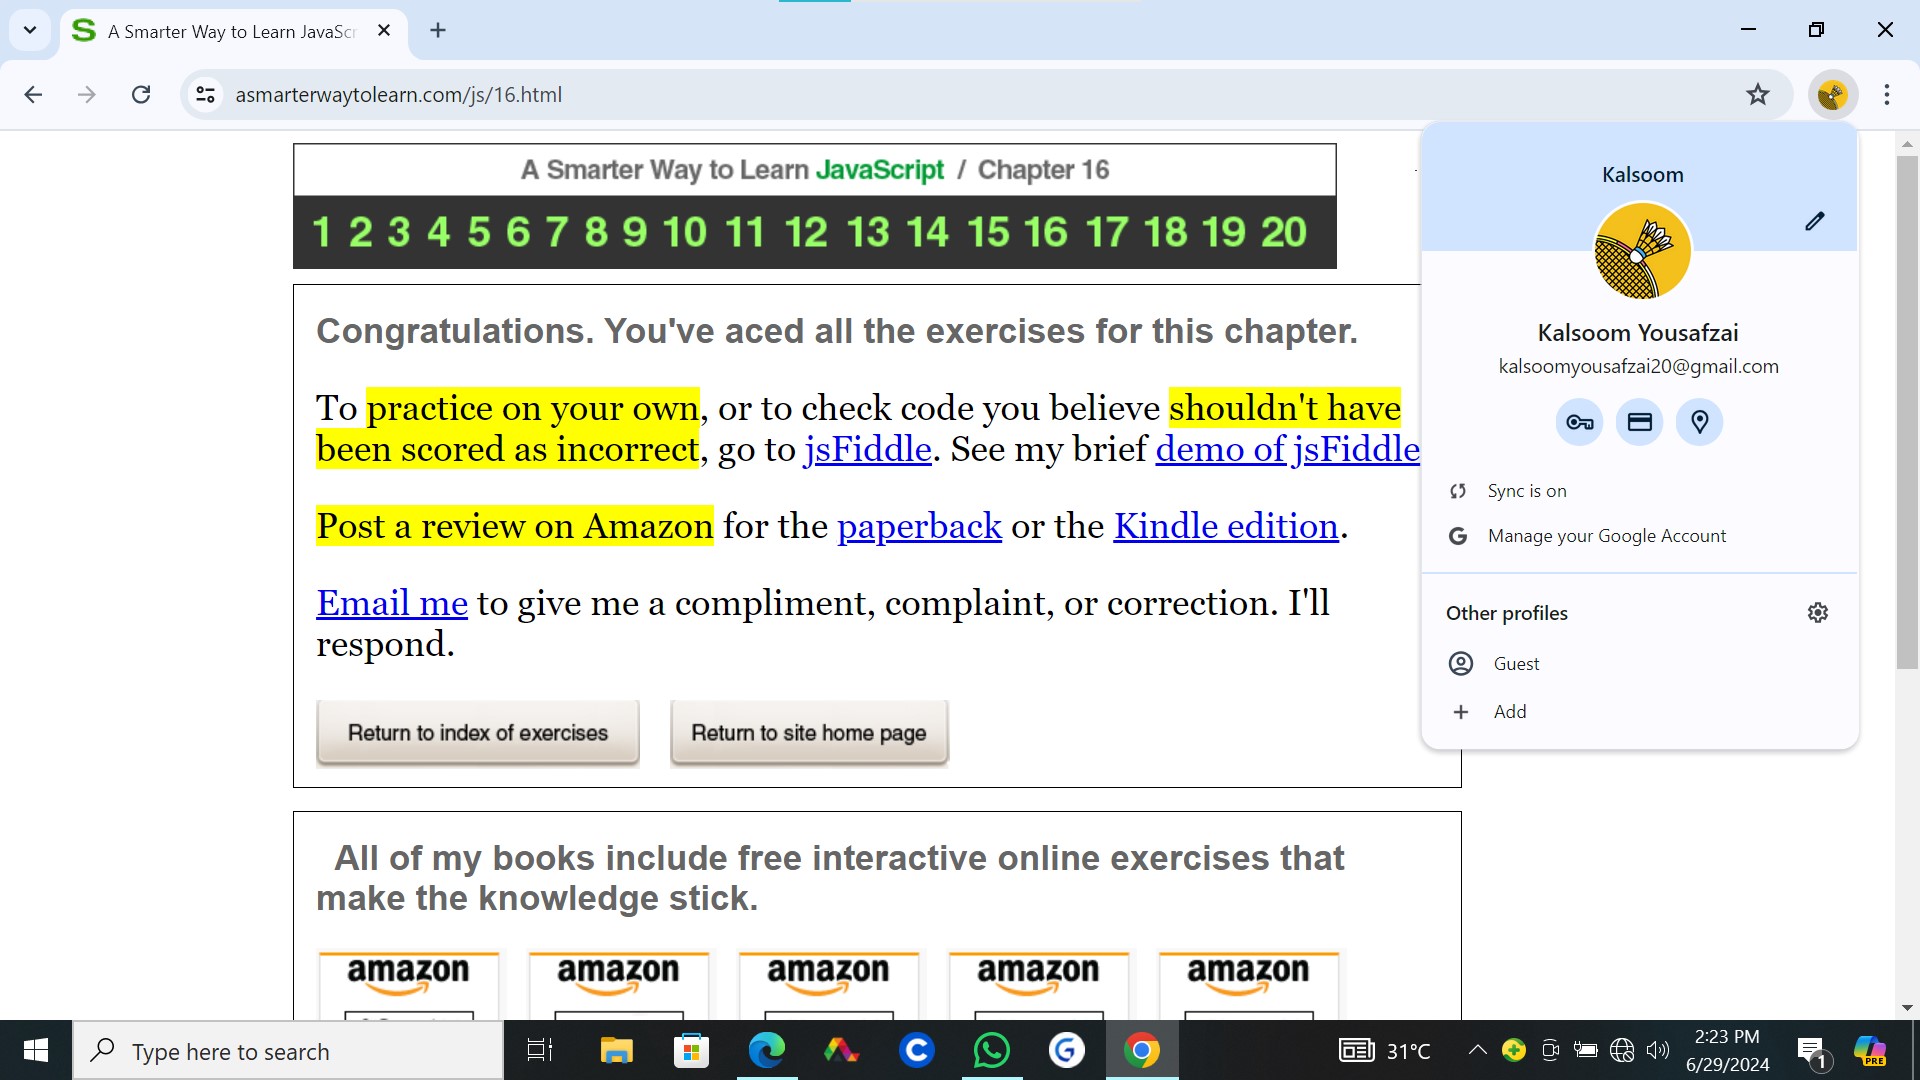 A Smarter Way to Learn JavaScr
asmarterwaytolearn.com/js/16.html
A Smarter Way to Learn JavaScript / Chapter 16
1 2 3 4 5 6 7 8 9 10 11 12 13 14 15 16 17 18 19 20
Congratulations. You've aced all the exercises for this chapter.
To practice on your own, or to check code you believe shouldn't have
been scored as incorrect, go to jsFiddle. See my brief demo of jsFiddle
Post a review on Amazon for the paperback or the Kindle edition.
Email me to give me a compliment, complaint, or correction. I'll
respond.
Return to index of exercises
Return to site home page
All of my books include free interactive online exercises that
make the knowledge stick.
amazon amazon amazon amazon amazon
Kalsoom
Kalsoom Yousafzai
kalsoomyousafzai20@gmail.com
Sync is on
Manage your Google Account
Other profiles
Guest
Add
Type here to search
31°C
2:23 PM
6/29/2024
1
PRE